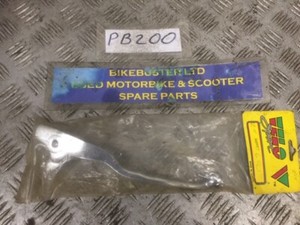 PB200
BIKEBUSTER LTD
USED MOTORBIKE & SCOOTER
SPARE PARTS